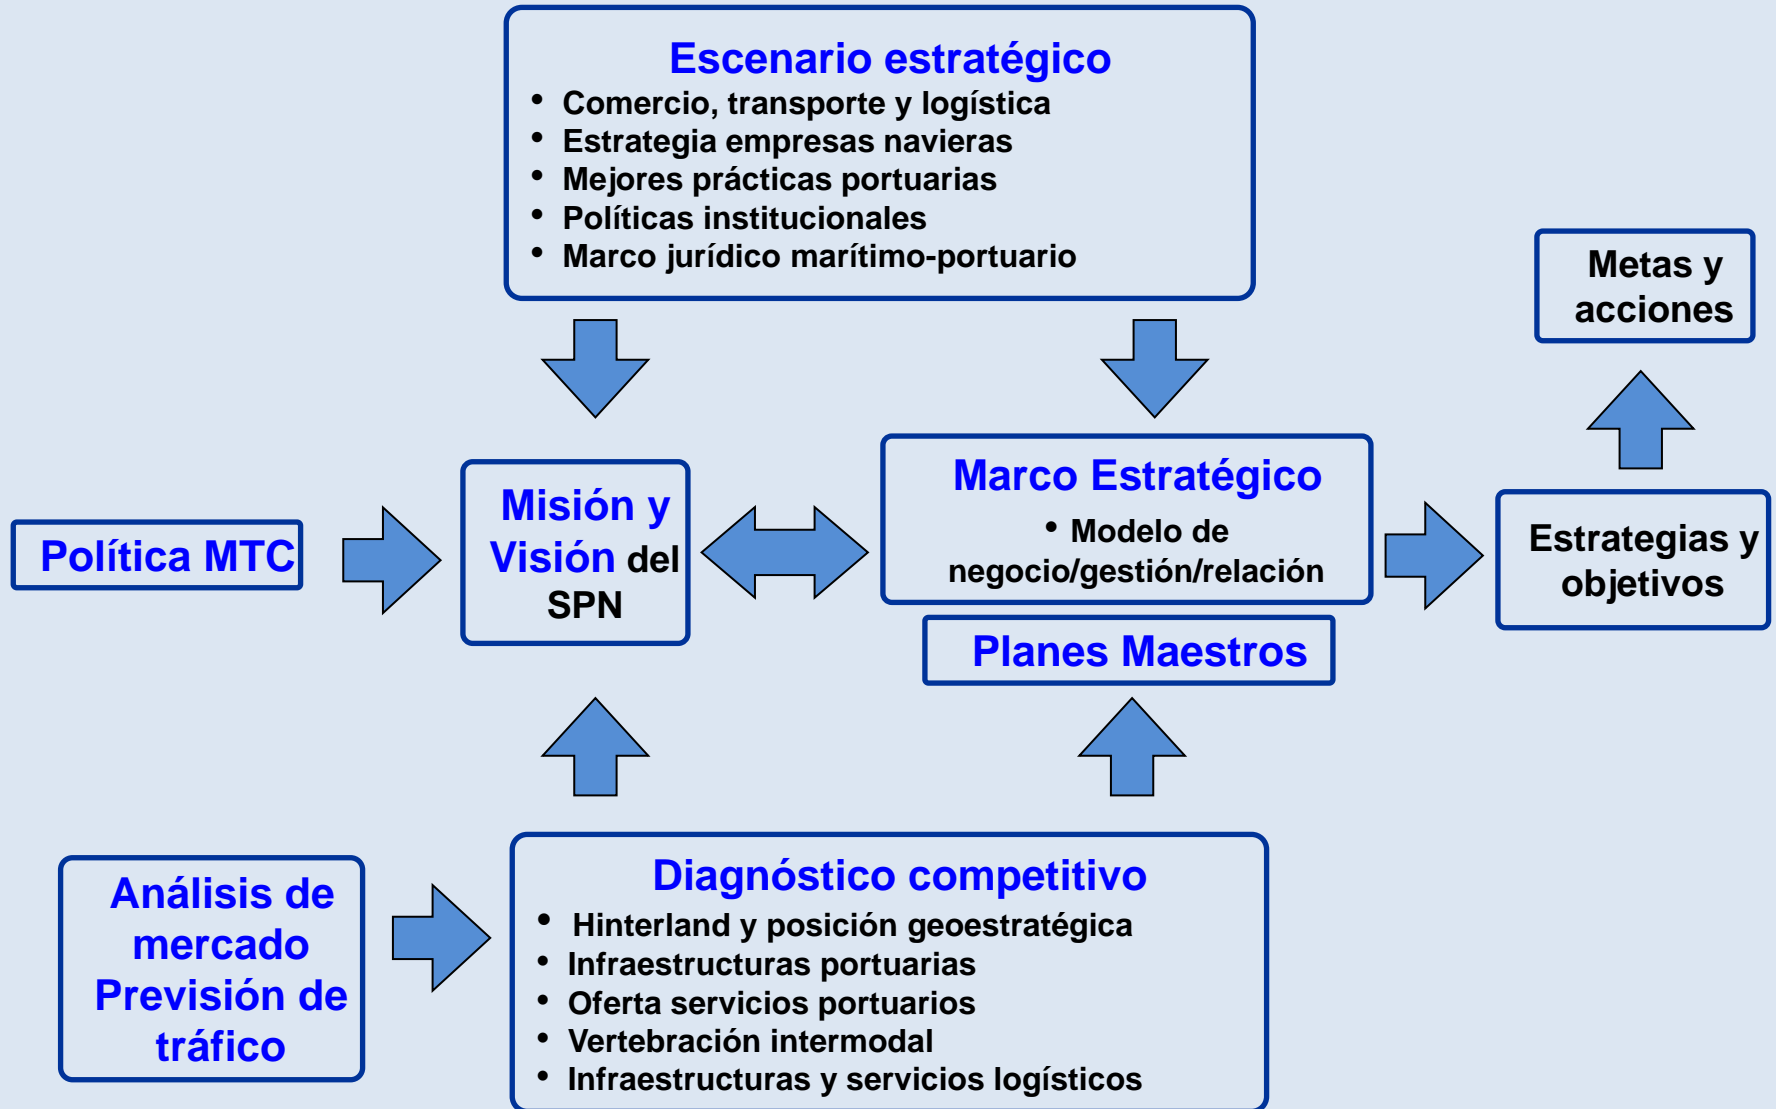 Escenario estratégico
• Comercio, transporte y logística
• Estrategia empresas navieras
• Mejores prácticas portuarias
• Políticas institucionales
• Marco jurídico marítimo-portuario
Metas y
acciones
Política MTC
Misión y
Visión del
SPN
Marco Estratégico
• Modelo de
negocio/gestión/relación
Planes Maestros
Estrategias y
objetivos
Análisis de
mercado
Previsión de
tráfico
Diagnóstico competitivo
• Hinterland y posición geoestratégica
• Infraestructuras portuarias
• Oferta servicios portuarios
• Vertebración intermodal
• Infraestructuras y servicios logísticos